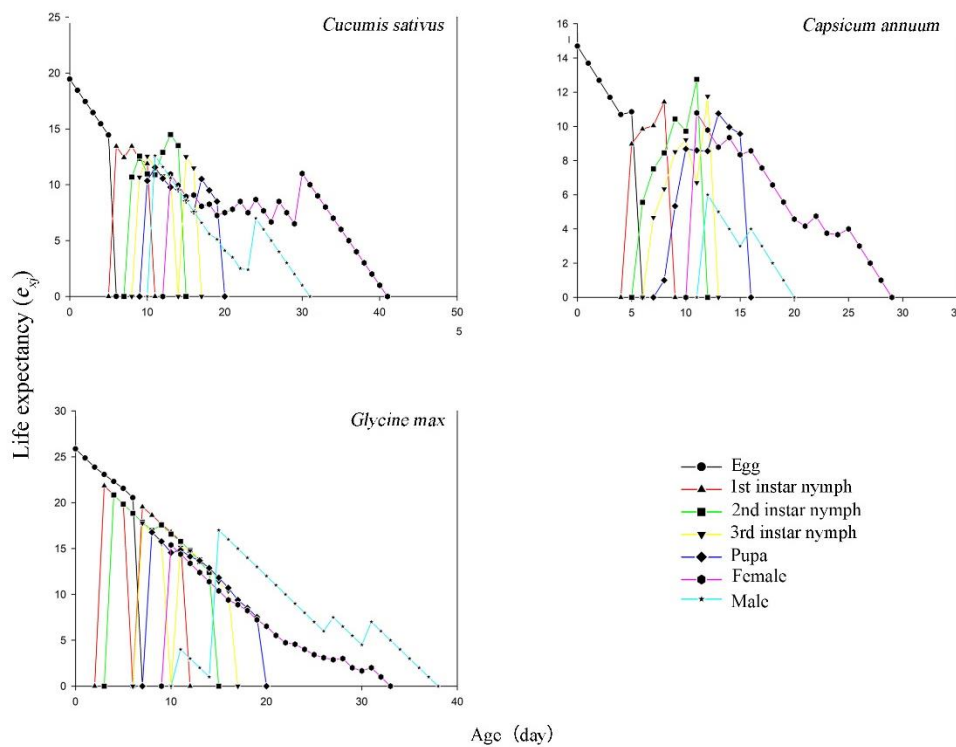 Cucumis sativus
25
20
15
10
5
0
0 10 20 30 40 50
5
Capsicum annuum
16
14
12
10
8
6
4
2
0
0 5 10 15 20 25 30 35
Life expectancy (exy)
Glycine max
30
25
20
15
10
5
0
0 10 20 30 40
Egg
1st instar nymph
2nd instar nymph
3rd instar nymph
Pupa
Female
Male
Age (day)